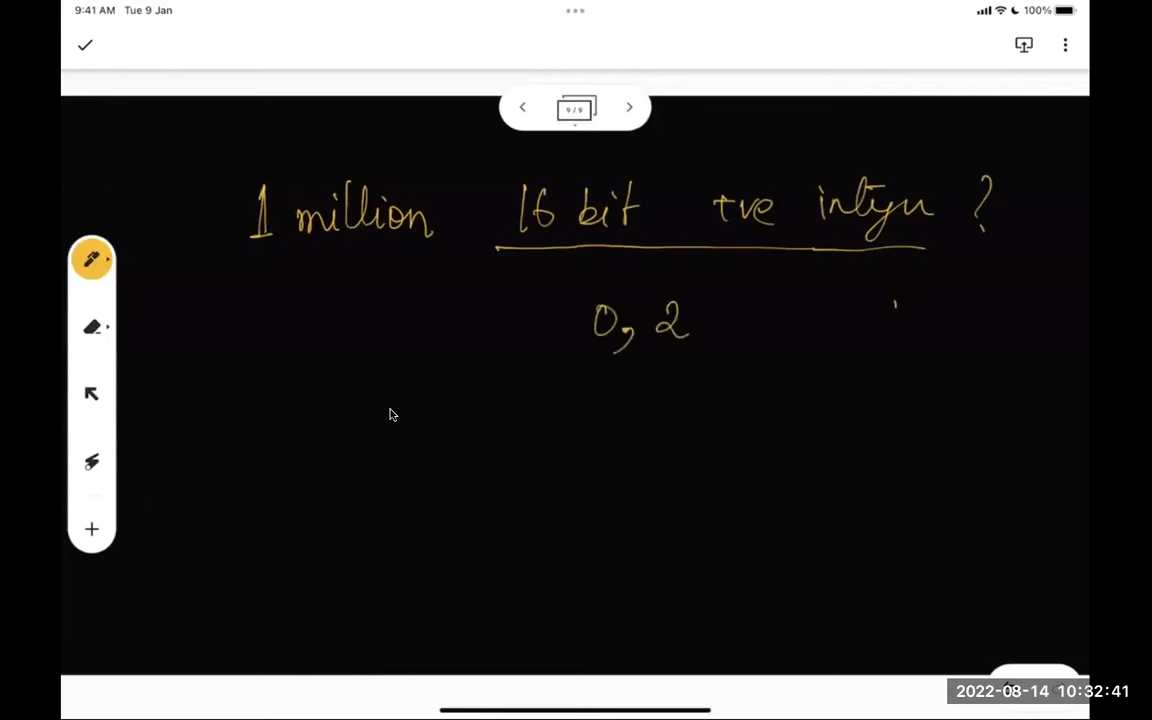 9:41 AM Tue 9 Jan
100%
9/9
1 million 16 bit +ve integer ?
0, 2
2022-08-14 10:32:41